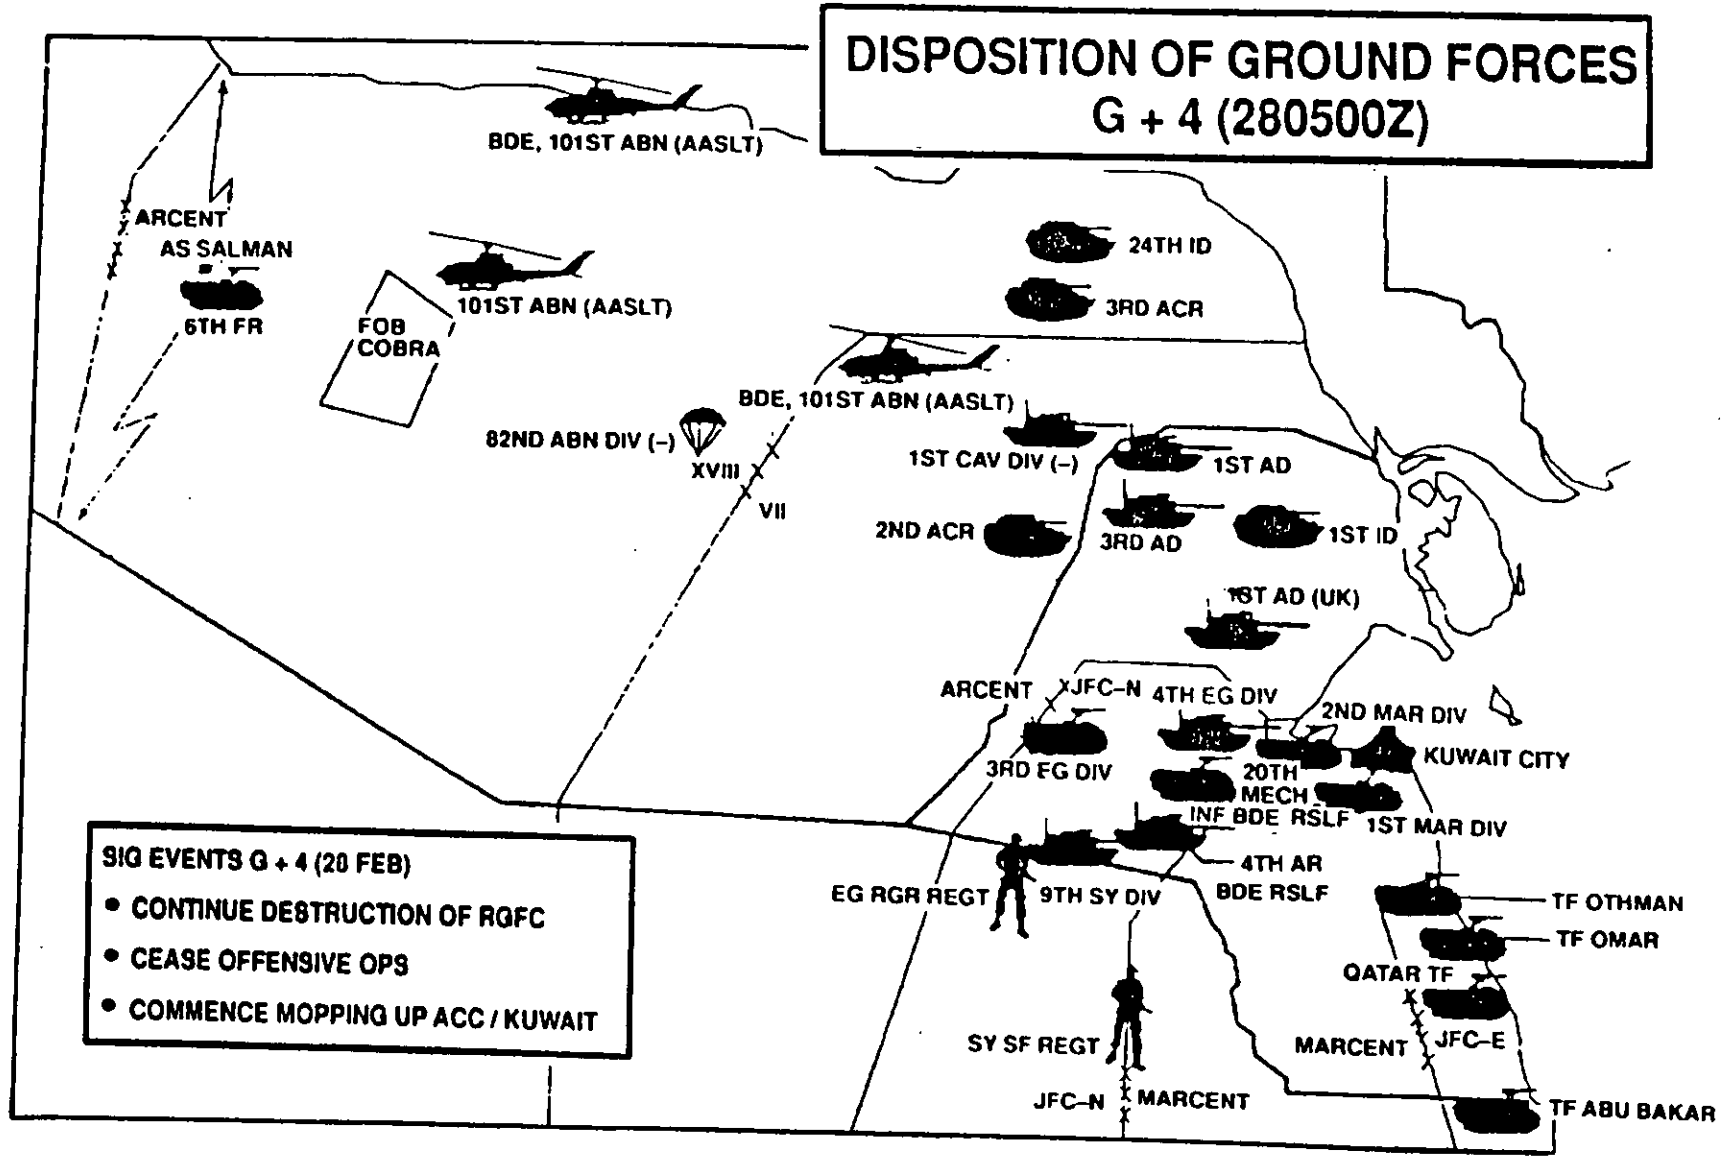 DISPOSITION OF GROUND FORCES
G + 4 (280500Z)
BDE, 101ST ABN (AASLT)
ARCENT
AS SALMAN
6TH FR
FOB
COBRA
101ST ABN (AASLT)
24TH ID
3RD ACR
BDE, 101ST ABN (AASLT)
82ND ABN DIV (–)
XVIII
VII
1ST CAV DIV (–)
1ST AD
2ND ACR
3RD AD
1ST ID
1ST AD (UK)
ARCENT
JFC–N
4TH EG DIV
2ND MAR DIV
KUWAIT CITY
3RD EG DIV
20TH
MECH
INF BDE RSLF
1ST MAR DIV
4TH AR
BDE RSLF
EG RGR REGT
9TH SY DIV
TF OTHMAN
TF OMAR
QATAR TF
SY SF REGT
MARCENT
JFC–E
JFC–N
MARCENT
TF ABU BAKAR
SIG EVENTS G + 4 (20 FEB)
• CONTINUE DESTRUCTION OF RGFC
• CEASE OFFENSIVE OPS
• COMMENCE MOPPING UP ACC / KUWAIT